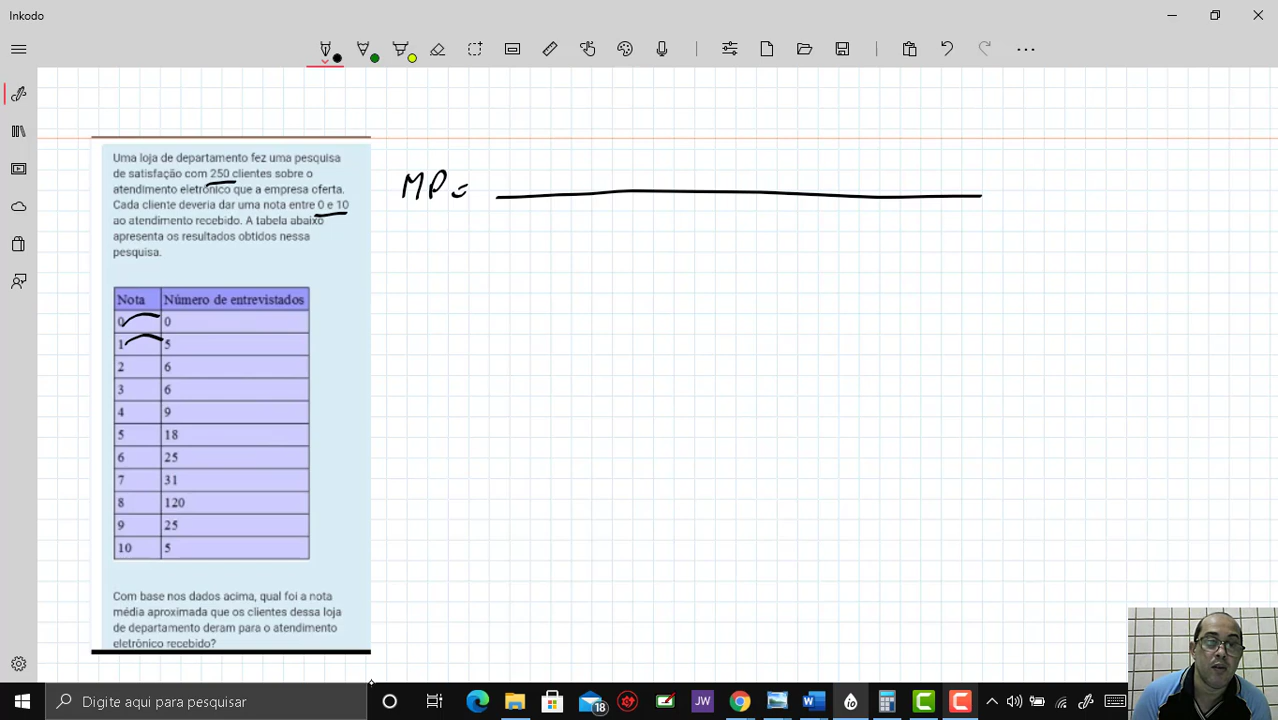 Inkodo
Uma loja de departamento fez uma pesquisa
de satisfação com 250 clientes sobre o
atendimento eletrônico que a empresa oferta.
Cada cliente deveria dar uma nota entre 0 e 10
ao atendimento recebido. A tabela abaixo
apresenta os resultados obtidos nessa
pesquisa.
MP=
Nota Número de entrevistados
0 0
1 5
2 6
3 6
4 9
5 18
6 25
7 31
8 120
9 25
10 5
Com base nos dados acima, qual foi a nota
média aproximada que os clientes dessa loja
de departamento deram para o atendimento
eletrônico recebido?
Digite aqui para pesquisar
18
JW
W
C
C